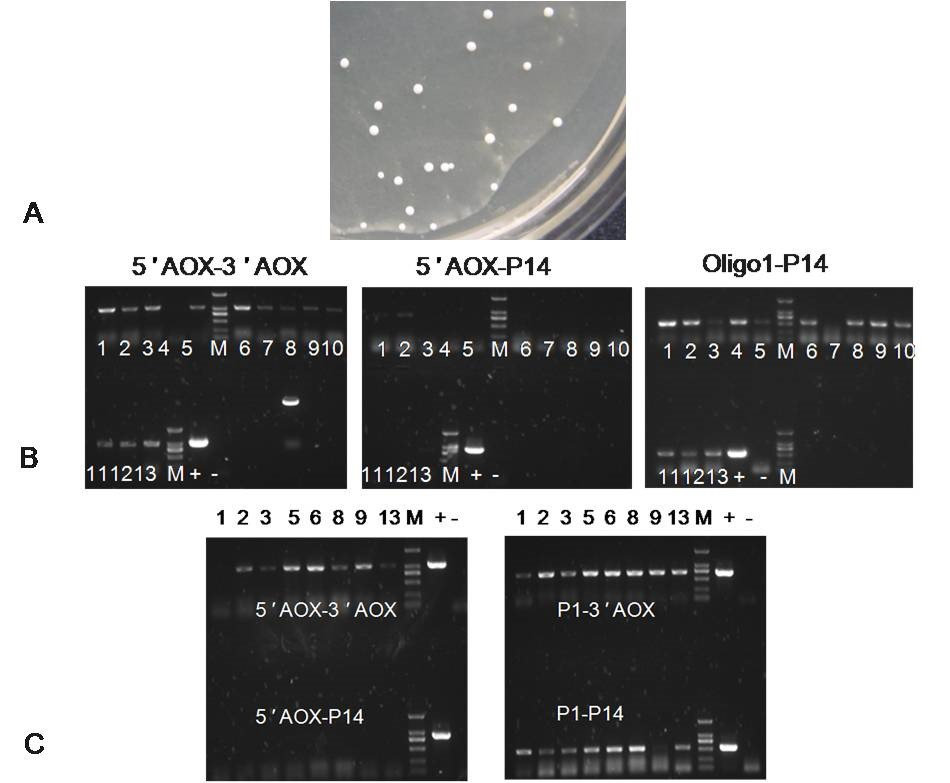 A
5 ′ AOX-3 ′ AOX
5 ′ AOX-P14
Oligo1-P14
1 2 3 4 5 M 6 7 8 9 10
1 2 3 4 5 M 6 7 8 9 10
1 2 3 4 5 M 6 7 8 9 10
B
11 12 13 M + -
11 12 13 M + -
11 12 13 + - M
1 2 3 5 6 8 9 13 M + -
1 2 3 5 6 8 9 13 M + -
5 ′ AOX-3 ′ AOX
P1-3 ′ AOX
5 ′ AOX-P14
P1-P14
C